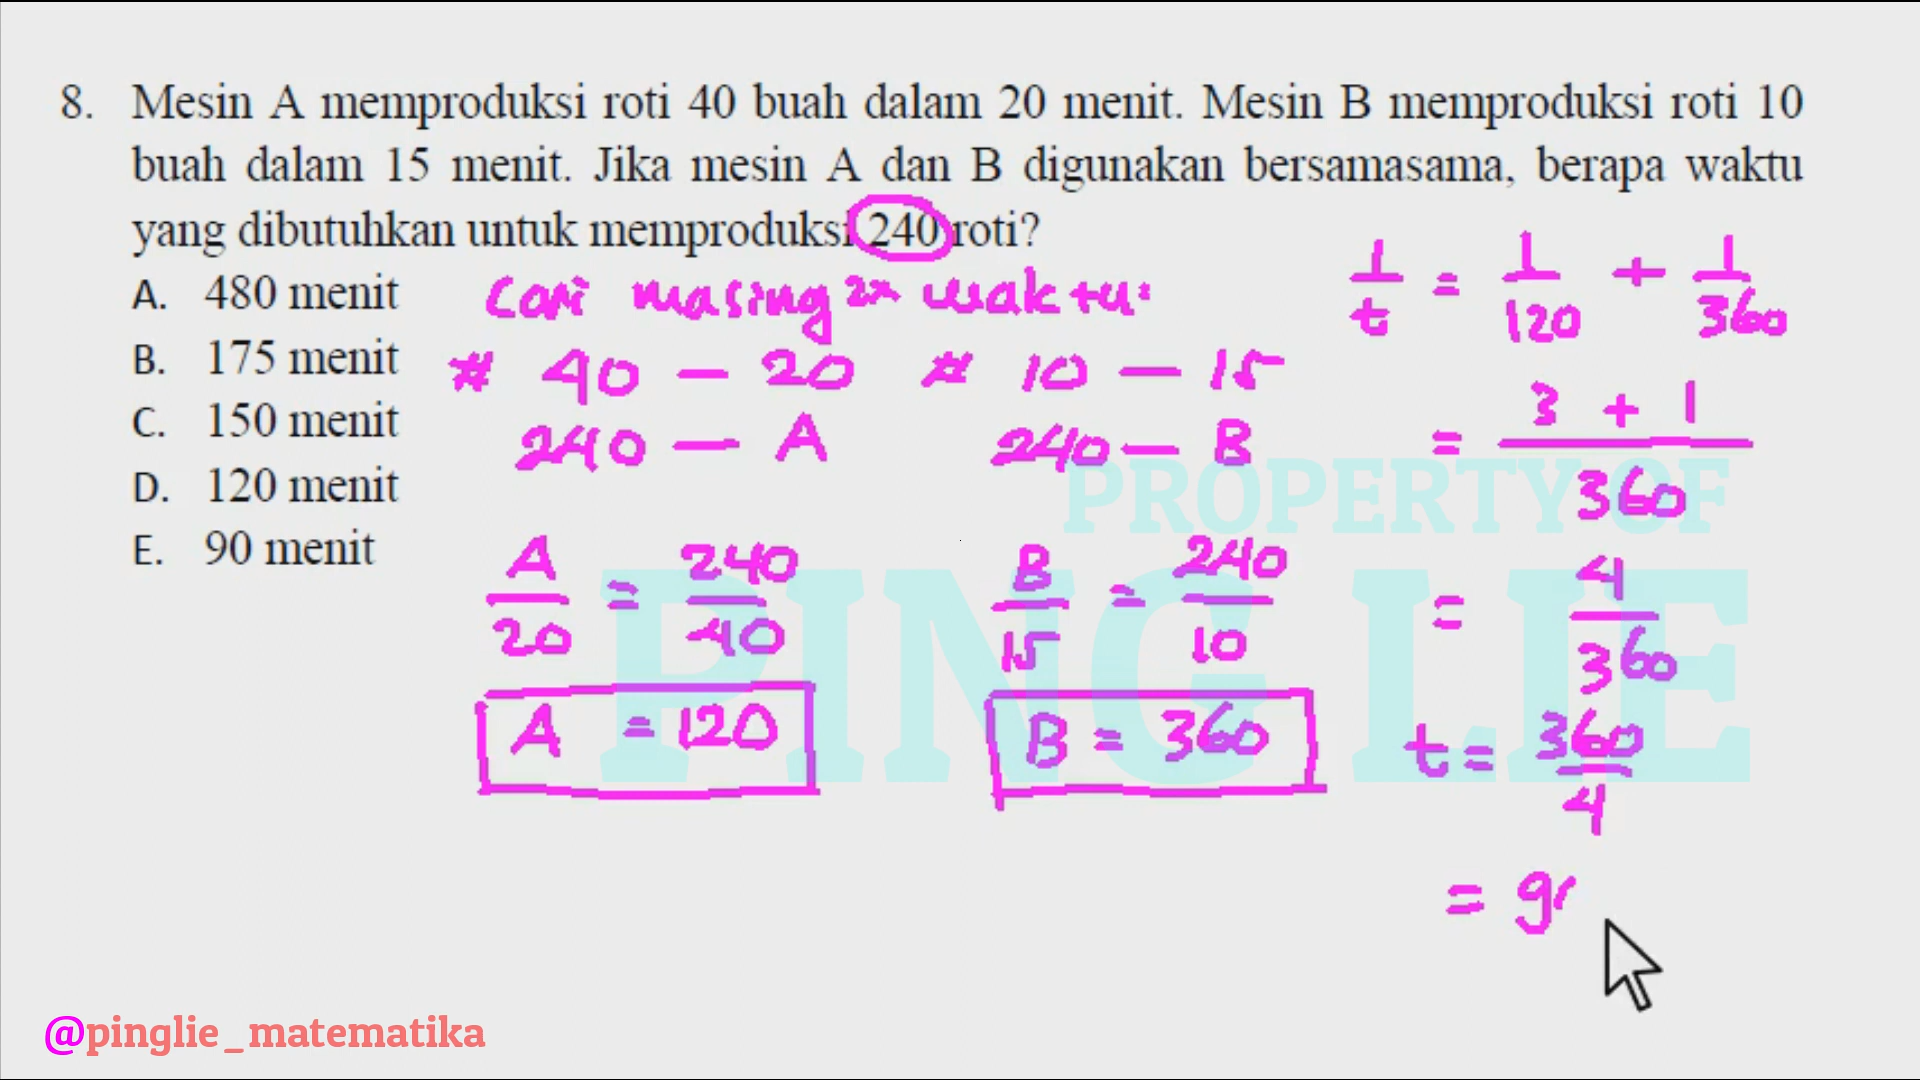 8. Mesin A memproduksi roti 40 buah dalam 20 menit. Mesin B memproduksi roti 10
buah dalam 15 menit. Jika mesin A dan B digunakan bersamasama, berapa waktu
yang dibutuhkan untuk memproduksi 240 roti?
A. 480 menit
B. 175 menit
C. 150 menit
D. 120 menit
E. 90 menit
Cari masing 2x waktu:
# 40 — 20
240 — A
A/20 = 240/40
A = 120
# 10 — 15
240 — B
B/15 = 240/10
B = 360
1/t = 1/120 + 1/360
= 3 + 1 / 360
= 4/360
t = 360/4
= 9
PROPERTY OF
PING LIE
@pinglie_matematika